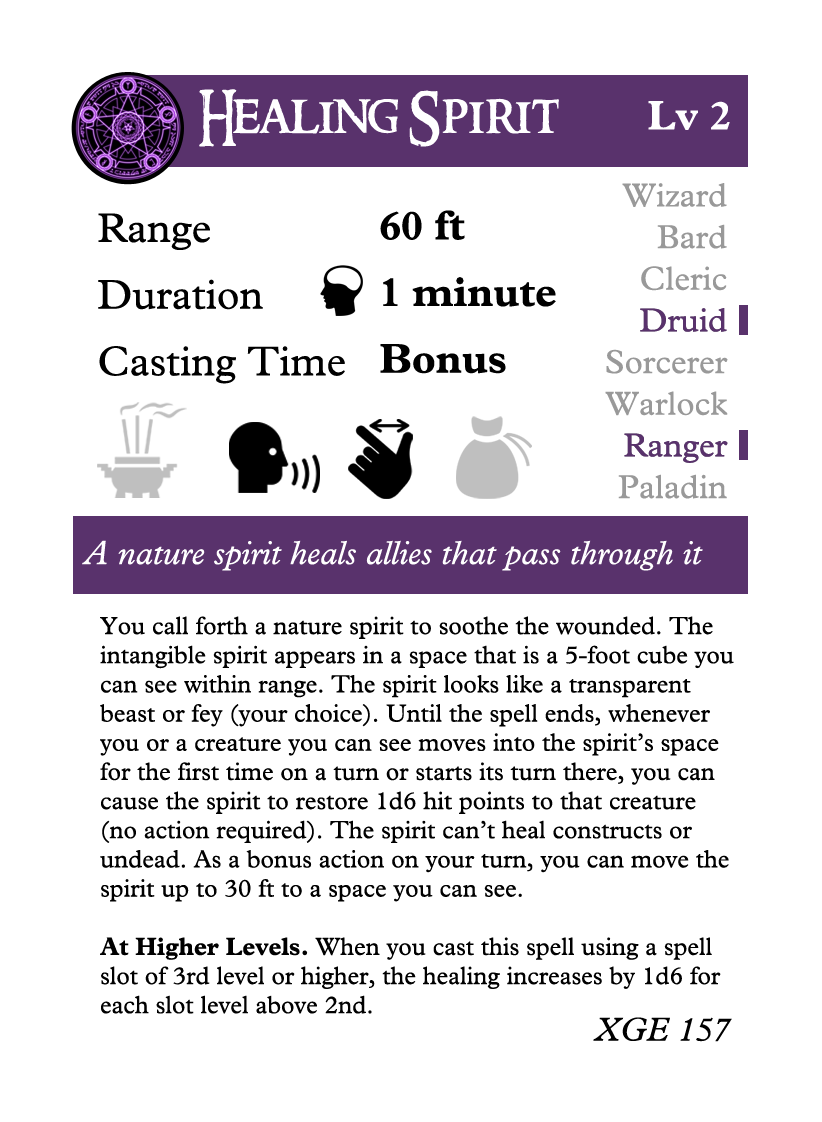 Healing Spirit Lv 2
Wizard
Bard
Cleric
Druid
Sorcerer
Warlock
Ranger
Paladin
Range 60 ft
Duration 1 minute
Casting Time Bonus
A nature spirit heals allies that pass through it
You call forth a nature spirit to soothe the wounded. The
intangible spirit appears in a space that is a 5-foot cube you
can see within range. The spirit looks like a transparent
beast or fey (your choice). Until the spell ends, whenever
you or a creature you can see moves into the spirit's space
for the first time on a turn or starts its turn there, you can
cause the spirit to restore 1d6 hit points to that creature
(no action required). The spirit can't heal constructs or
undead. As a bonus action on your turn, you can move the
spirit up to 30 ft to a space you can see.
At Higher Levels. When you cast this spell using a spell
slot of 3rd level or higher, the healing increases by 1d6 for
each slot level above 2nd.
XGE 157